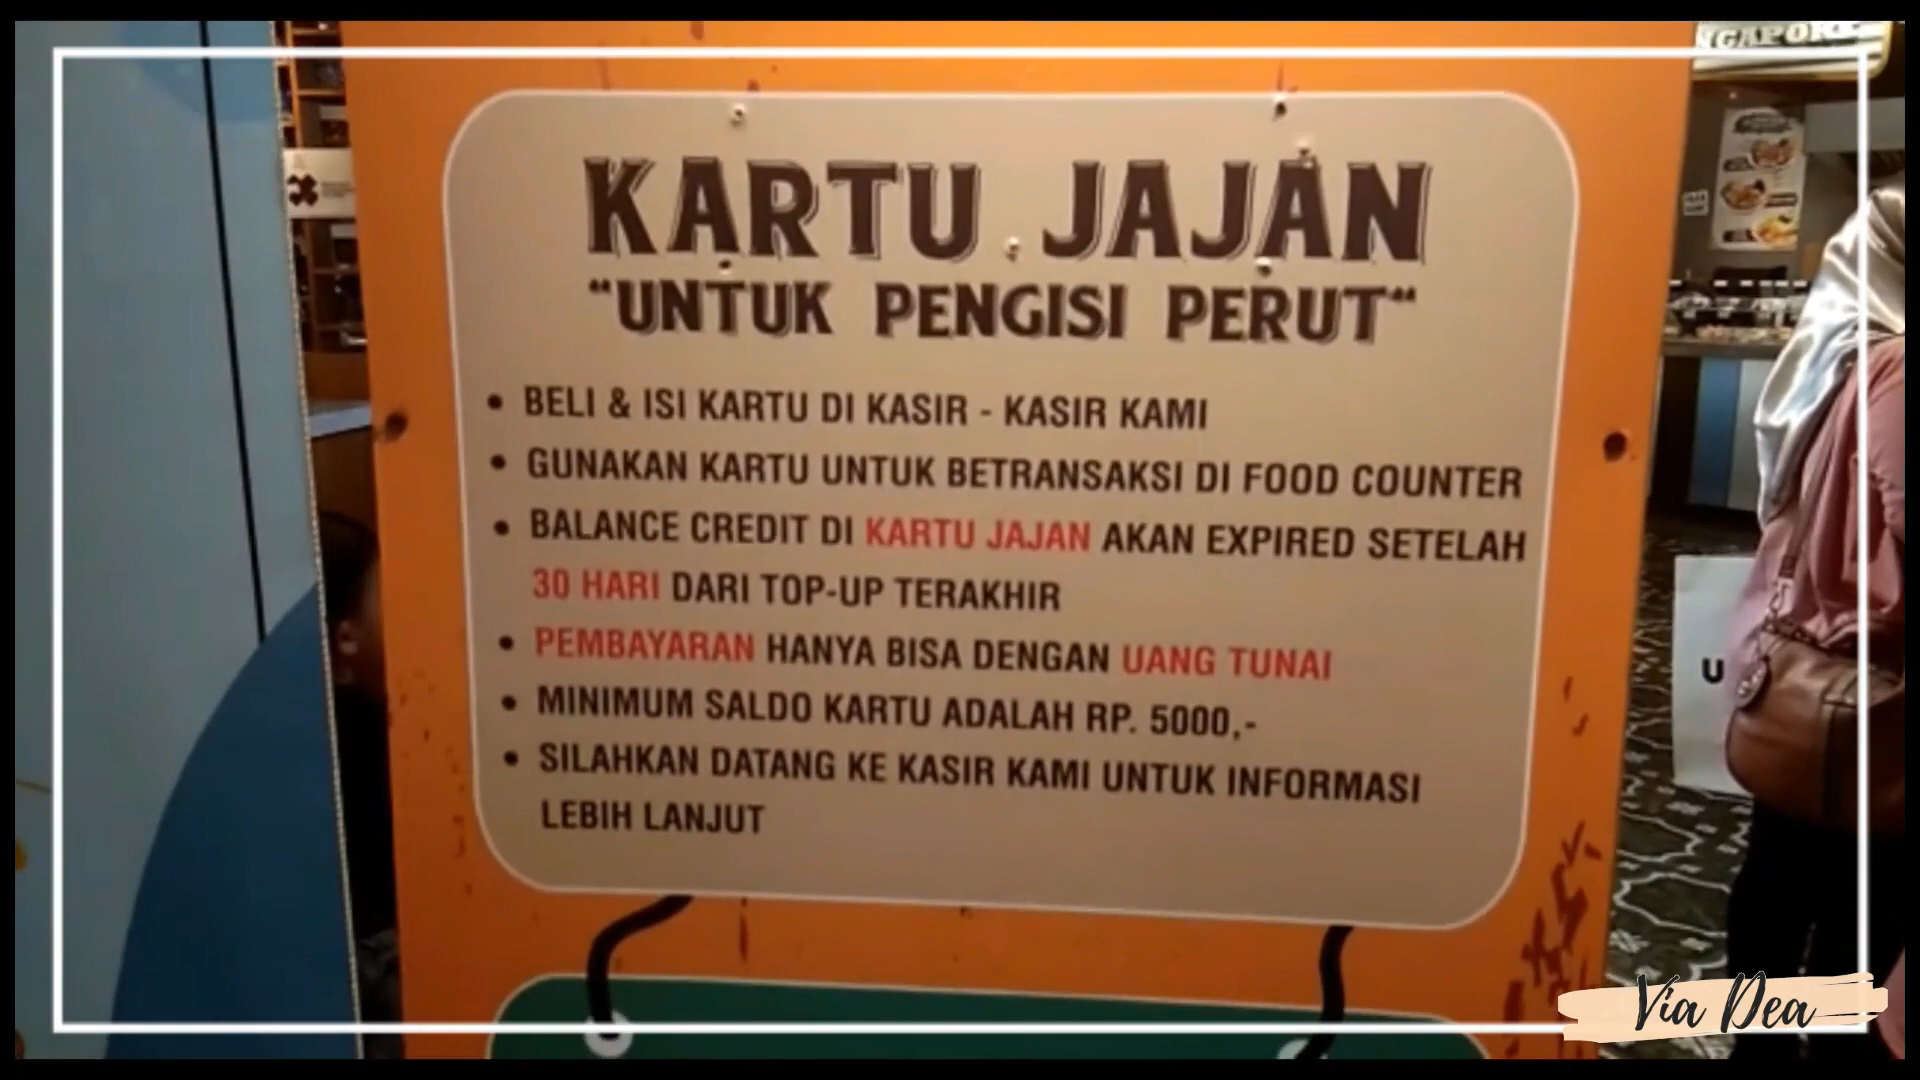 NGAPOR
KARTU JAJAN
"UNTUK PENGISI PERUT"
• BELI & ISI KARTU DI KASIR - KASIR KAMI
• GUNAKAN KARTU UNTUK BETRANSAKSI DI FOOD COUNTER
• BALANCE CREDIT DI KARTU JAJAN AKAN EXPIRED SETELAH
30 HARI DARI TOP-UP TERAKHIR
• PEMBAYARAN HANYA BISA DENGAN UANG TUNAI
• MINIMUM SALDO KARTU ADALAH RP. 5000,-
• SILAHKAN DATANG KE KASIR KAMI UNTUK INFORMASI
LEBIH LANJUT
U
Via Dea